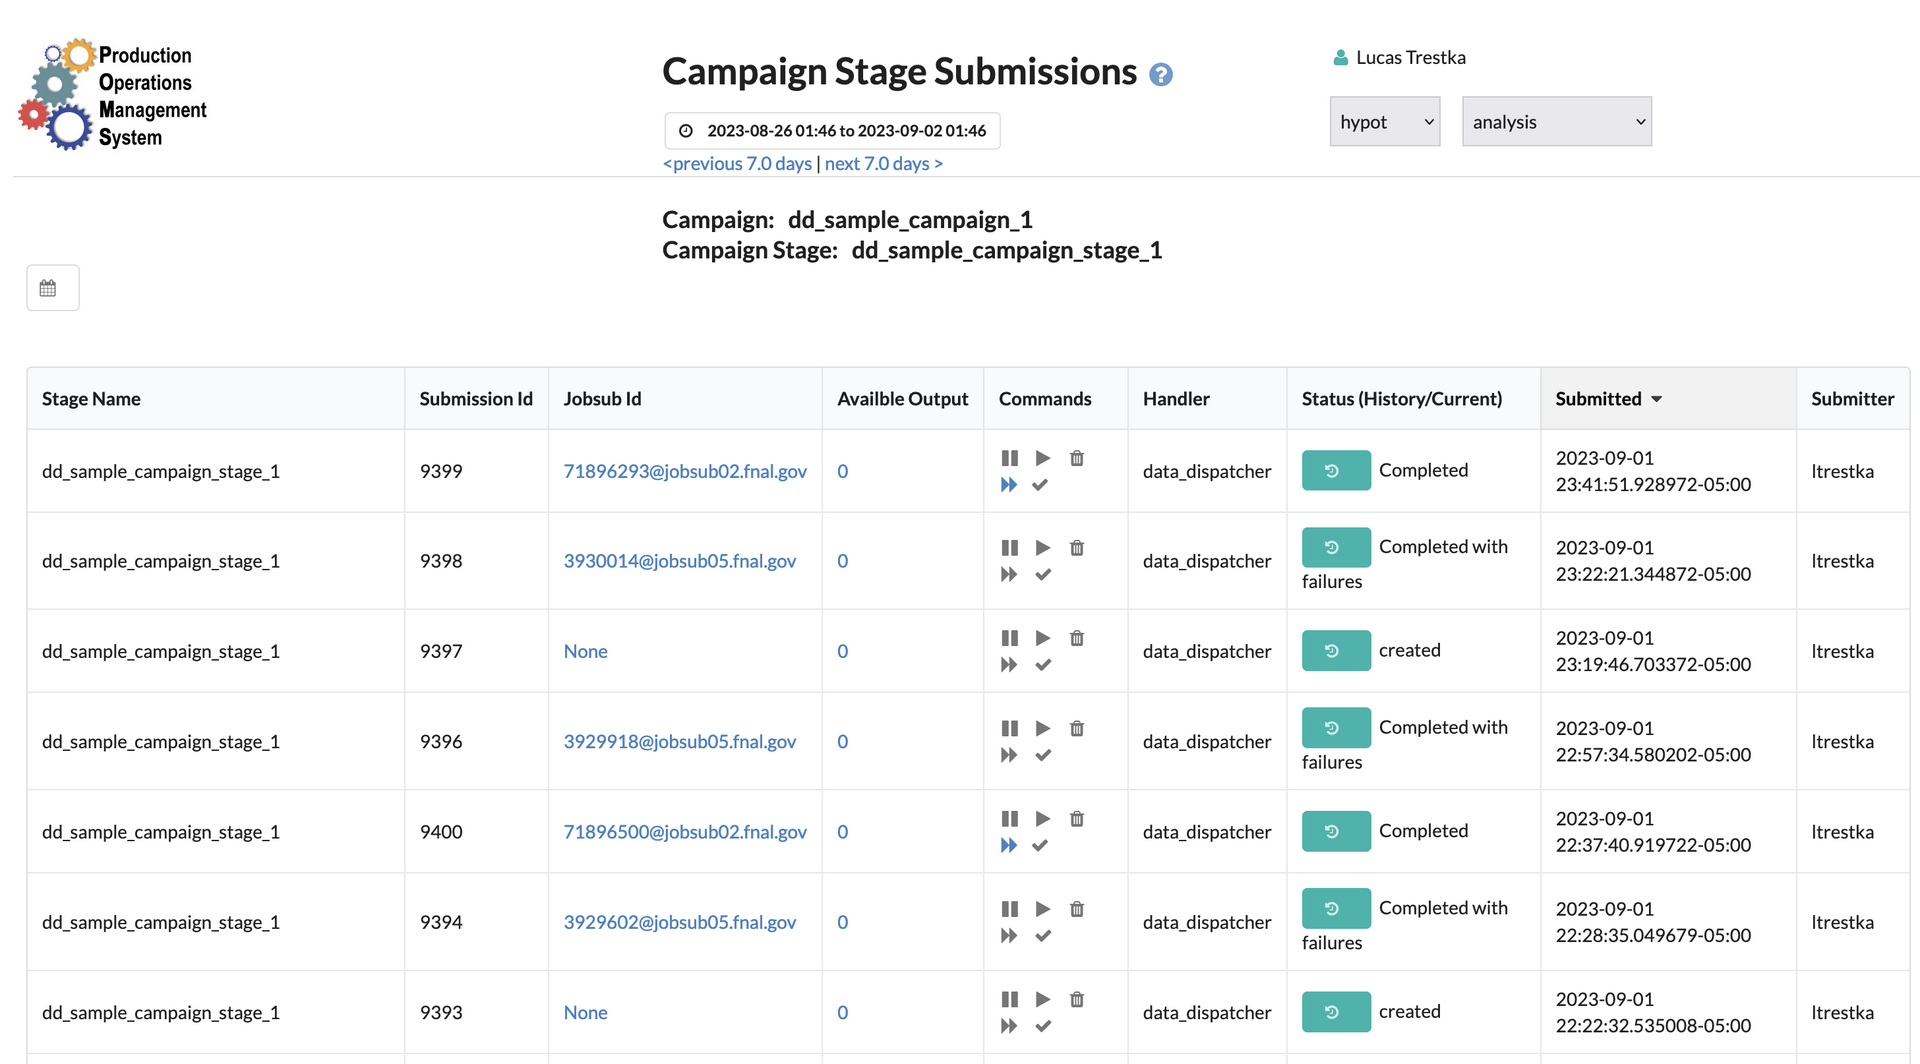 Production
Operations
Management
System
Campaign Stage Submissions ?
2023-08-26 01:46 to 2023-09-02 01:46
<previous 7.0 days | next 7.0 days >
Lucas Trestka
hypot analysis
Campaign: dd_sample_campaign_1
Campaign Stage: dd_sample_campaign_stage_1
Stage Name Submission Id Jobsub Id Availble Output Commands Handler Status (History/Current) Submitted Submitter
dd_sample_campaign_stage_1 9399 71896293@jobsub02.fnal.gov 0 data_dispatcher Completed 2023-09-01 23:41:51.928972-05:00 ltrestka
dd_sample_campaign_stage_1 9398 3930014@jobsub05.fnal.gov 0 data_dispatcher Completed with failures 2023-09-01 23:22:21.344872-05:00 ltrestka
dd_sample_campaign_stage_1 9397 None 0 data_dispatcher created 2023-09-01 23:19:46.703372-05:00 ltrestka
dd_sample_campaign_stage_1 9396 3929918@jobsub05.fnal.gov 0 data_dispatcher Completed with failures 2023-09-01 22:57:34.580202-05:00 ltrestka
dd_sample_campaign_stage_1 9400 71896500@jobsub02.fnal.gov 0 data_dispatcher Completed 2023-09-01 22:37:40.919722-05:00 ltrestka
dd_sample_campaign_stage_1 9394 3929602@jobsub05.fnal.gov 0 data_dispatcher Completed with failures 2023-09-01 22:28:35.049679-05:00 ltrestka
dd_sample_campaign_stage_1 9393 None 0 data_dispatcher created 2023-09-01 22:22:32.535008-05:00 ltrestka